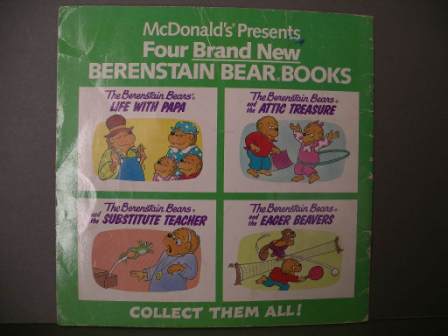 McDonald's® Presents
Four Brand New
BERENSTAIN BEAR® BOOKS
The Berenstain Bears®
LIFE WITH PAPA
The Berenstain Bears®
and the ATTIC TREASURE
The Berenstain Bears®
and the SUBSTITUTE TEACHER
The Berenstain Bears®
and the EAGER BEAVERS
COLLECT THEM ALL!